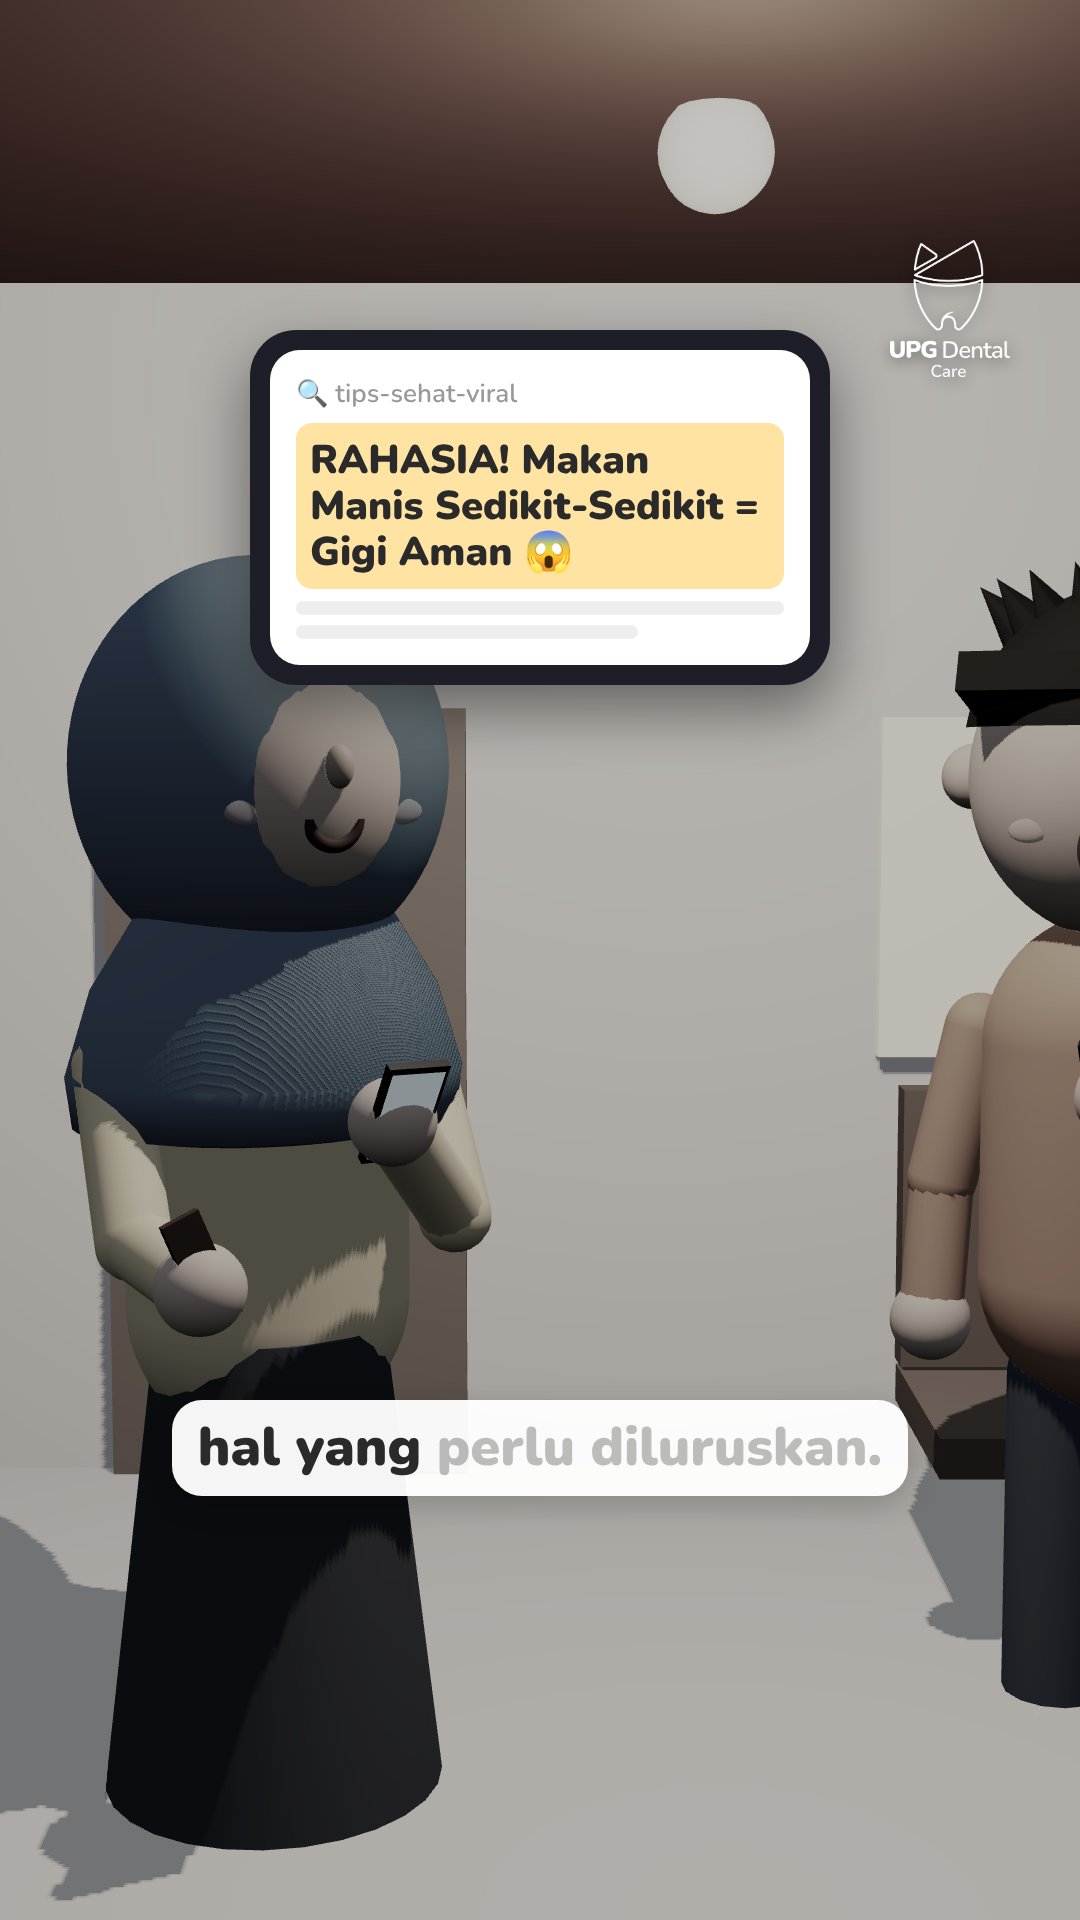 UPG Dental
Care
🔍 tips-sehat-viral
RAHASIA! Makan
Manis Sedikit-Sedikit =
Gigi Aman 😱
hal yang perlu diluruskan.